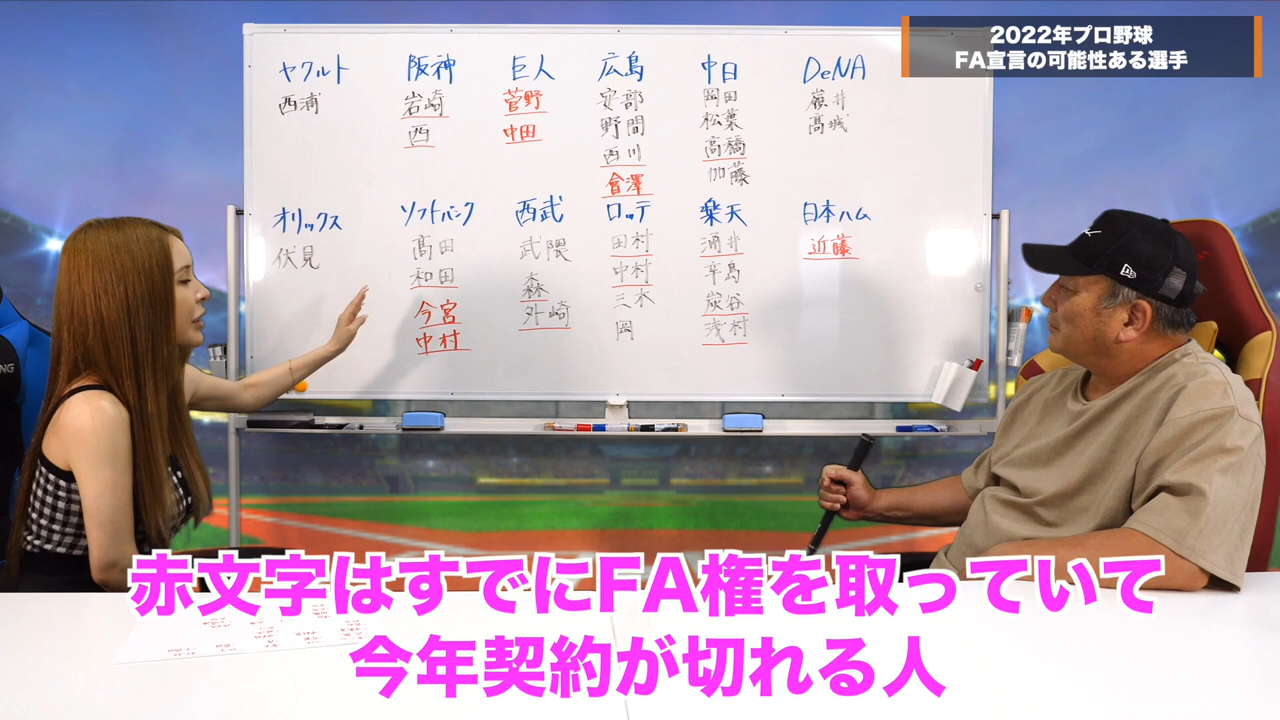 2022年プロ野球
FA宣言の可能性ある選手
ヤクルト 阪神 巨人 広島 中日 DeNA
西浦 岩崎 菅野 安部 岡田 嶺井
西 中田 野間 松葉 高城
西川 高橋
會澤 加藤
オリックス ソフトバンク 西武 ロッテ 楽天 日本ハム
伏見 高田 武隈 田村 涌井 近藤
和田 森 中村 辛島
今宮 外崎 三木 炭谷
中村 岡 浅村
赤文字はすでにFA権を取っていて
今年契約が切れる人